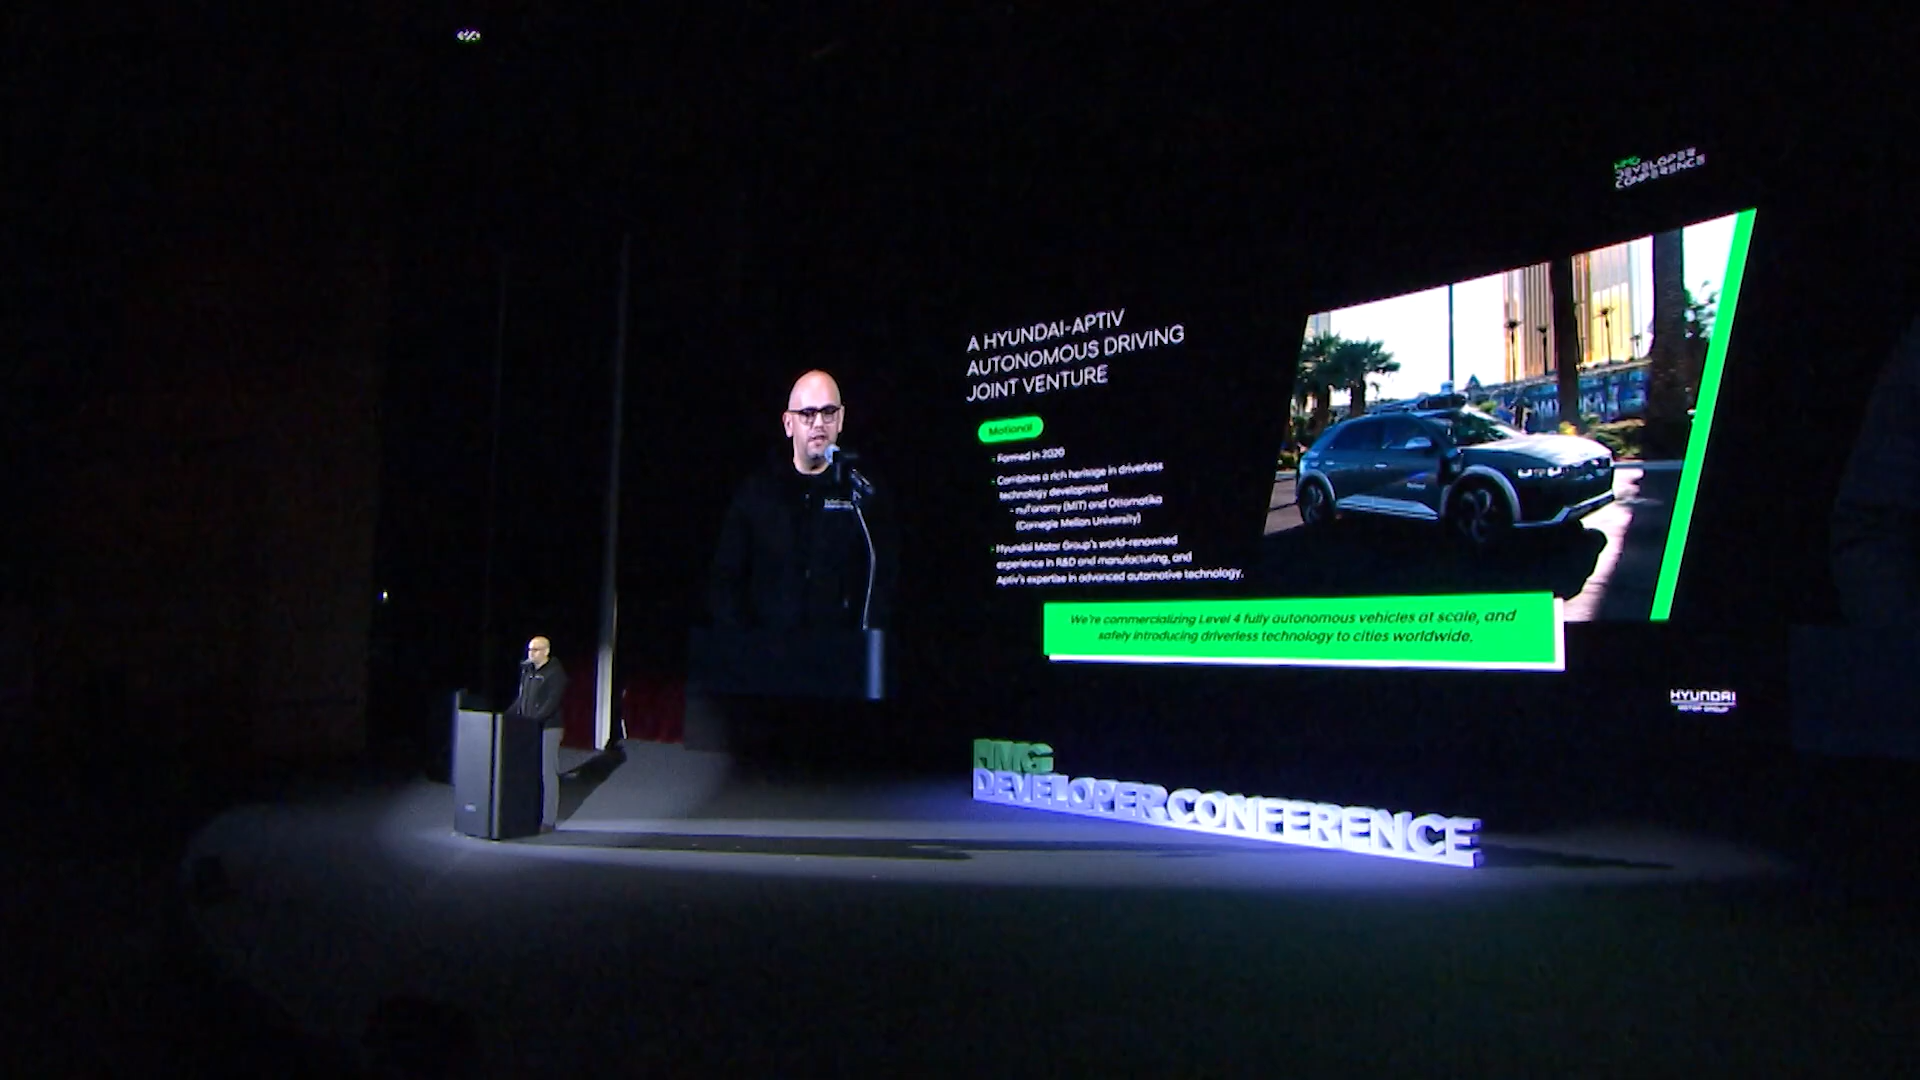 HMG
DEVELOPER
CONFERENCE
A HYUNDAI-APTIV
AUTONOMOUS DRIVING
JOINT VENTURE
Motional
- Formed in 2020
- Combines a rich heritage in driverless
technology development
- nuTonomy (MIT) and Ottomatika
(Carnegie Mellon University)
- Hyundai Motor Group's world-renowned
experience in R&D and manufacturing, and
Aptiv's expertise in advanced automotive technology.
We're commercializing Level 4 fully autonomous vehicles at scale, and
safely introducing driverless technology to cities worldwide.
HYUNDAI
MOTOR GROUP
HMG
DEVELOPER CONFERENCE